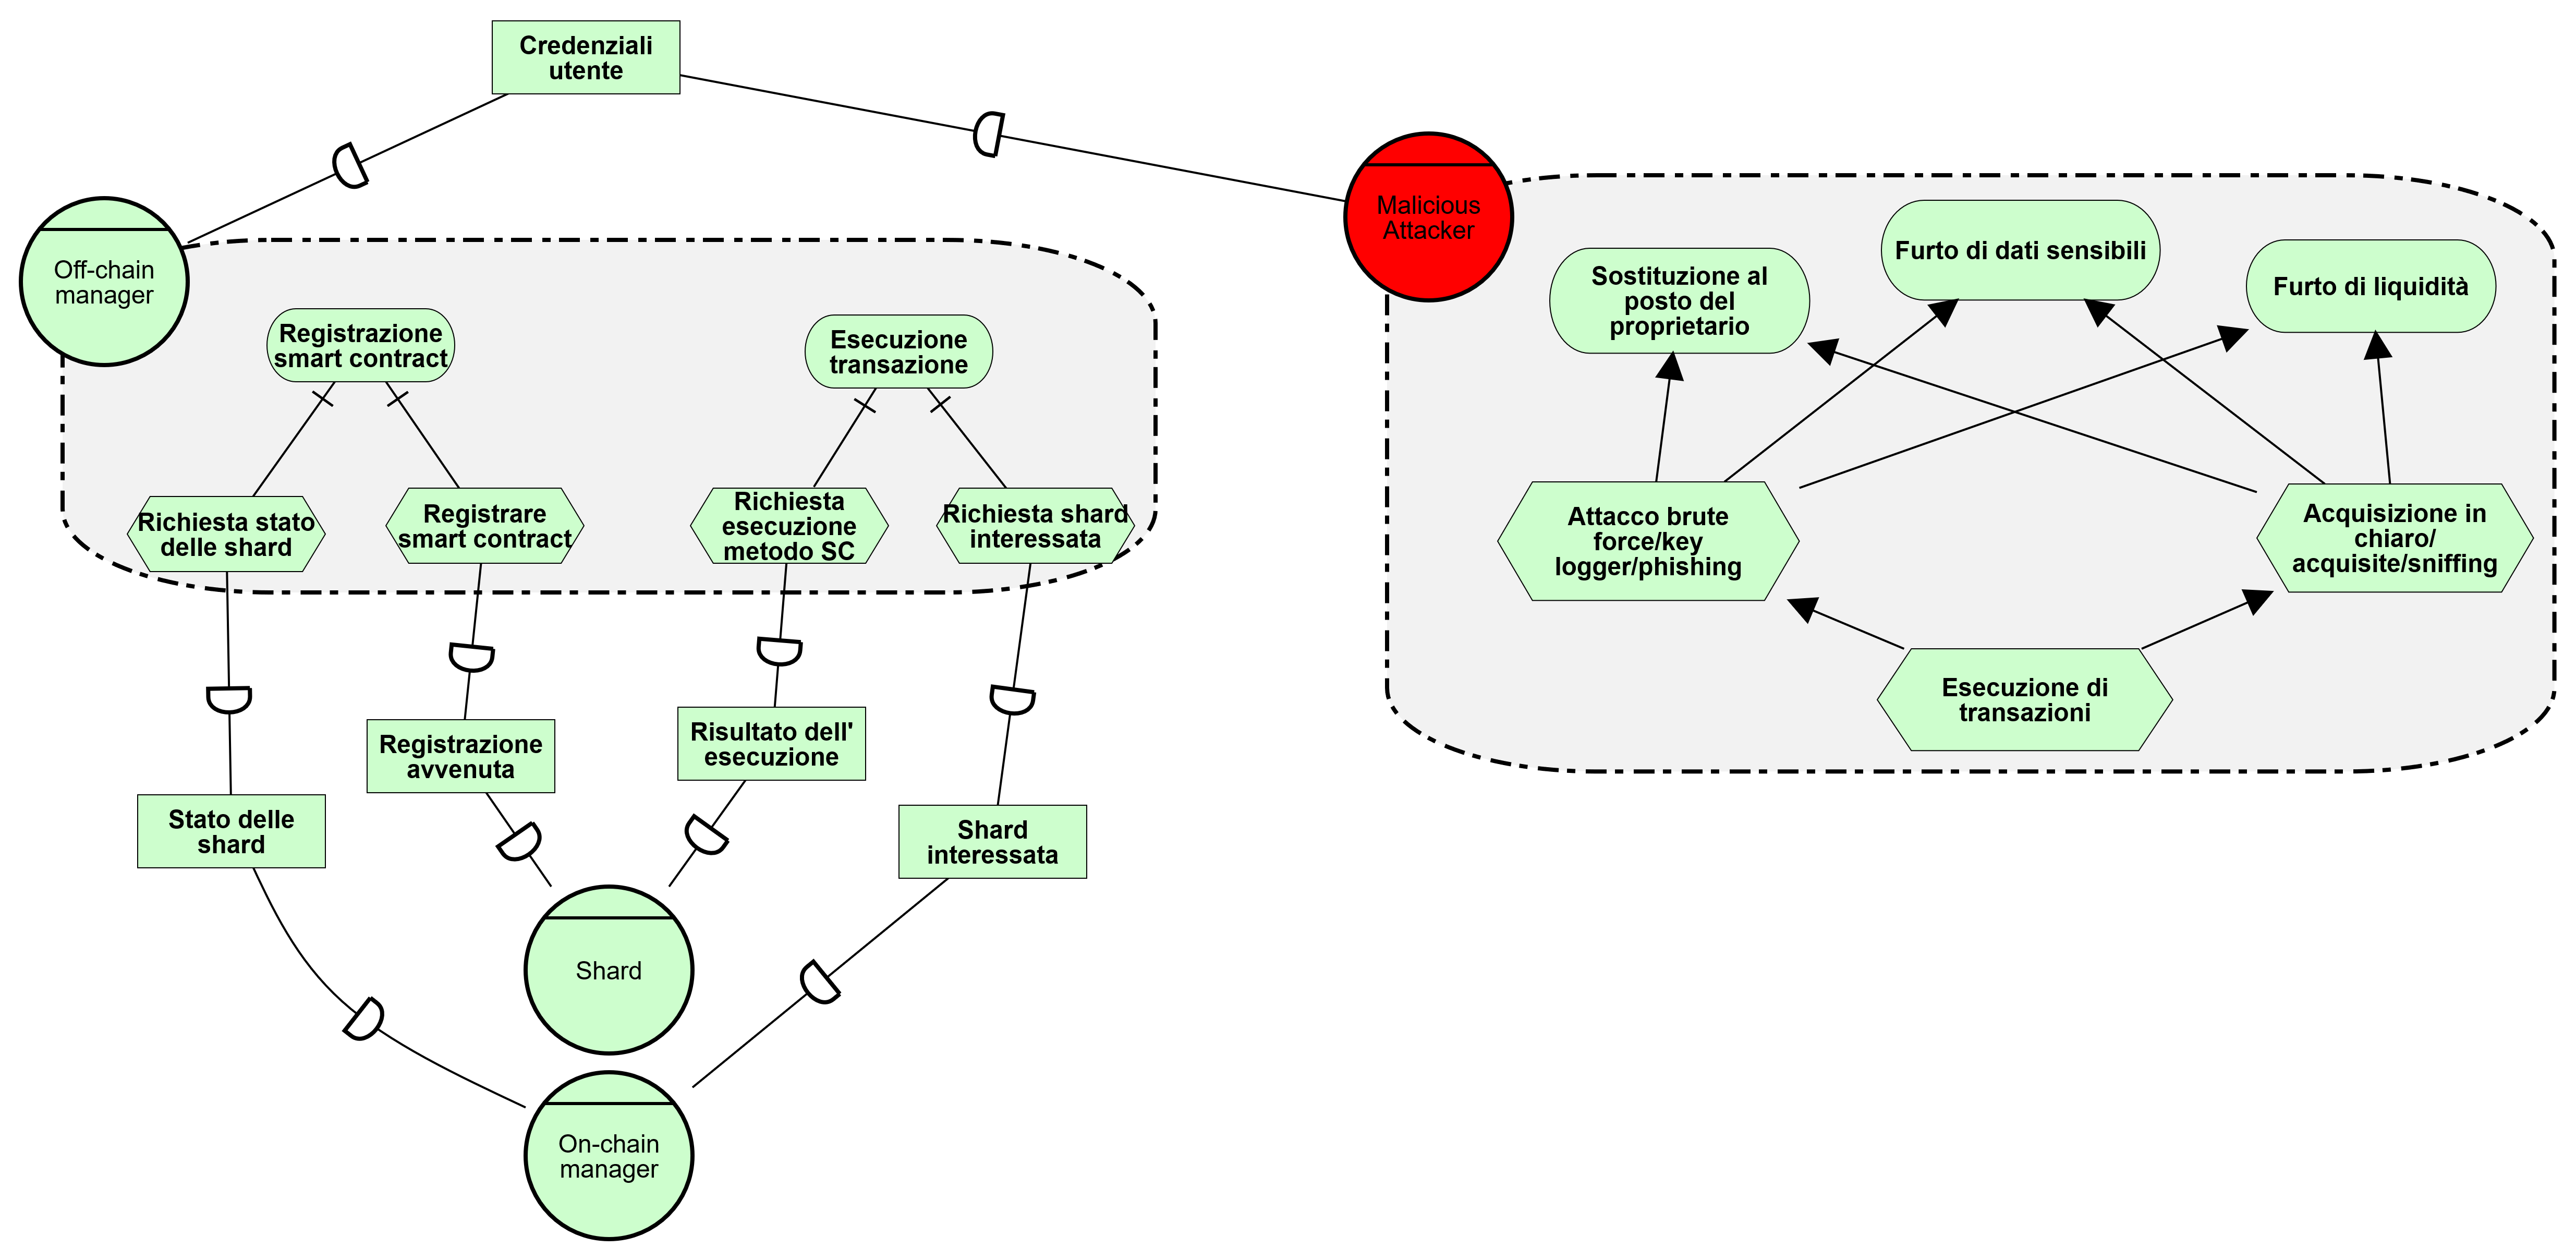 Credenziali
utente
Off-chain
manager
Malicious
Attacker
Registrazione
smart contract
Esecuzione
transazione
Richiesta stato
delle shard
Registrare
smart contract
Richiesta
esecuzione
metodo SC
Richiesta shard
interessata
Sostituzione al
posto del
proprietario
Furto di dati sensibili
Furto di liquidità
Attacco brute
force/key
logger/phishing
Acquisizione in
chiaro/
acquisite/sniffing
Esecuzione di
transazioni
Stato delle
shard
Registrazione
avvenuta
Risultato dell'
esecuzione
Shard
interessata
Shard
On-chain
manager